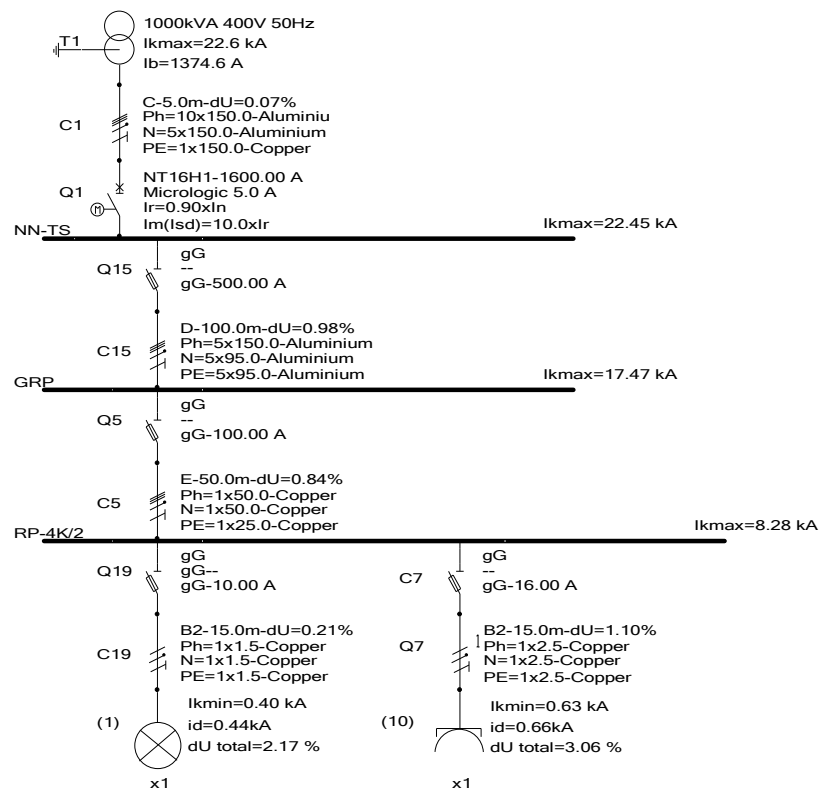 1000kVA 400V 50Hz
T1
Ikmax=22.6 kA
Ib=1374.6 A
C-5.0m-dU=0.07%
C1
Ph=10x150.0-Aluminiu
N=5x150.0-Aluminium
PE=1x150.0-Copper
NT16H1-1600.00 A
Q1
Micrologic 5.0 A
M
Ir=0.90xIn
Im(Isd)=10.0xIr
NN-TS
Ikmax=22.45 kA
gG
Q15
--
gG-500.00 A
D-100.0m-dU=0.98%
C15
Ph=5x150.0-Aluminium
N=5x95.0-Aluminium
PE=5x95.0-Aluminium
GRP
Ikmax=17.47 kA
gG
Q5
--
gG-100.00 A
E-50.0m-dU=0.84%
C5
Ph=1x50.0-Copper
N=1x50.0-Copper
PE=1x25.0-Copper
RP-4K/2
Ikmax=8.28 kA
gG
Q19
gG--
gG-10.00 A
gG
C7
--
gG-16.00 A
B2-15.0m-dU=0.21%
C19
Ph=1x1.5-Copper
N=1x1.5-Copper
PE=1x1.5-Copper
B2-15.0m-dU=1.10%
Q7
1
Ph=1x2.5-Copper
N=1x2.5-Copper
PE=1x2.5-Copper
Ikmin=0.40 kA
(1)
id=0.44kA
dU total=2.17 %
x1
Ikmin=0.63 kA
(10)
id=0.66kA
dU total=3.06 %
x1